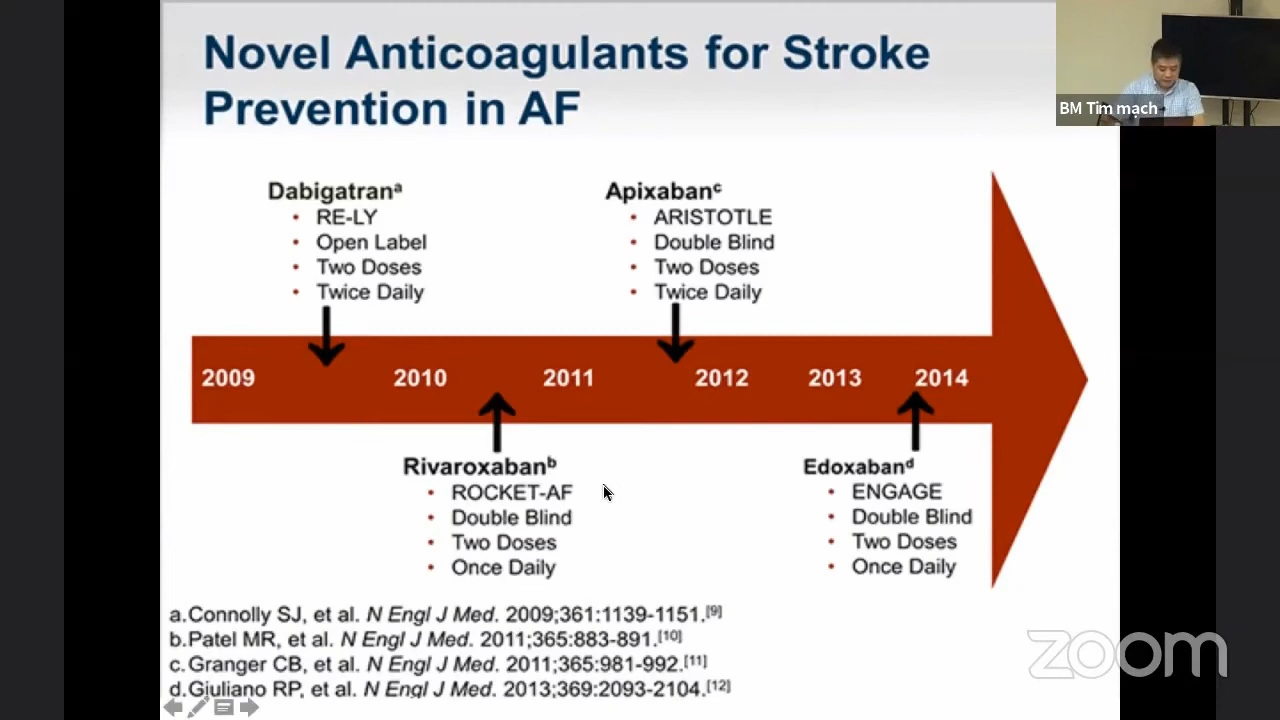 Novel Anticoagulants for Stroke
Prevention in AF
BM Tim mạch
Dabigatranᵃ
• RE-LY
• Open Label
• Two Doses
• Twice Daily
Apixabanᶜ
• ARISTOTLE
• Double Blind
• Two Doses
• Twice Daily
2009 2010 2011 2012 2013 2014
Rivaroxabanᵇ
• ROCKET-AF
• Double Blind
• Two Doses
• Once Daily
Edoxabanᵈ
• ENGAGE
• Double Blind
• Two Doses
• Once Daily
a.Connolly SJ, et al. N Engl J Med. 2009;361:1139-1151.[9]
b.Patel MR, et al. N Engl J Med. 2011;365:883-891.[10]
c.Granger CB, et al. N Engl J Med. 2011;365:981-992.[11]
d.Giuliano RP, et al. N Engl J Med. 2013;369:2093-2104.[12]
zoom